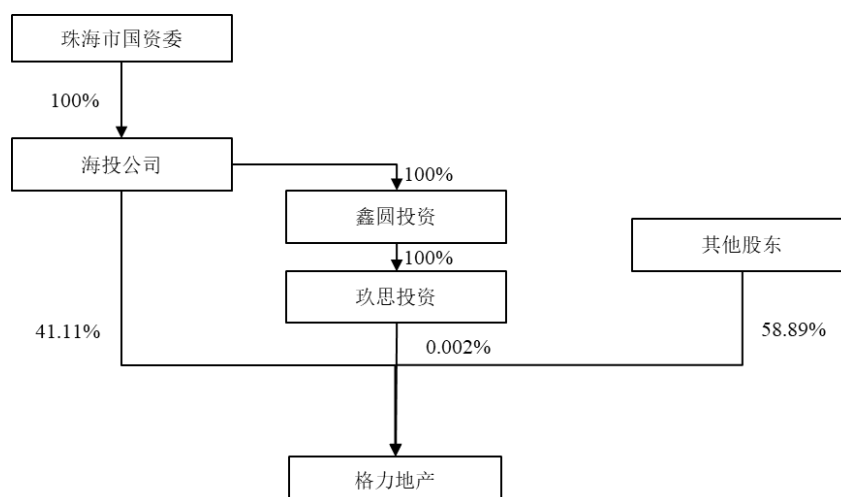 珠海市国资委
100%
海投公司
100%
鑫圆投资
其他股东
100%
玖思投资
41.11%
0.002%
58.89%
格力地产